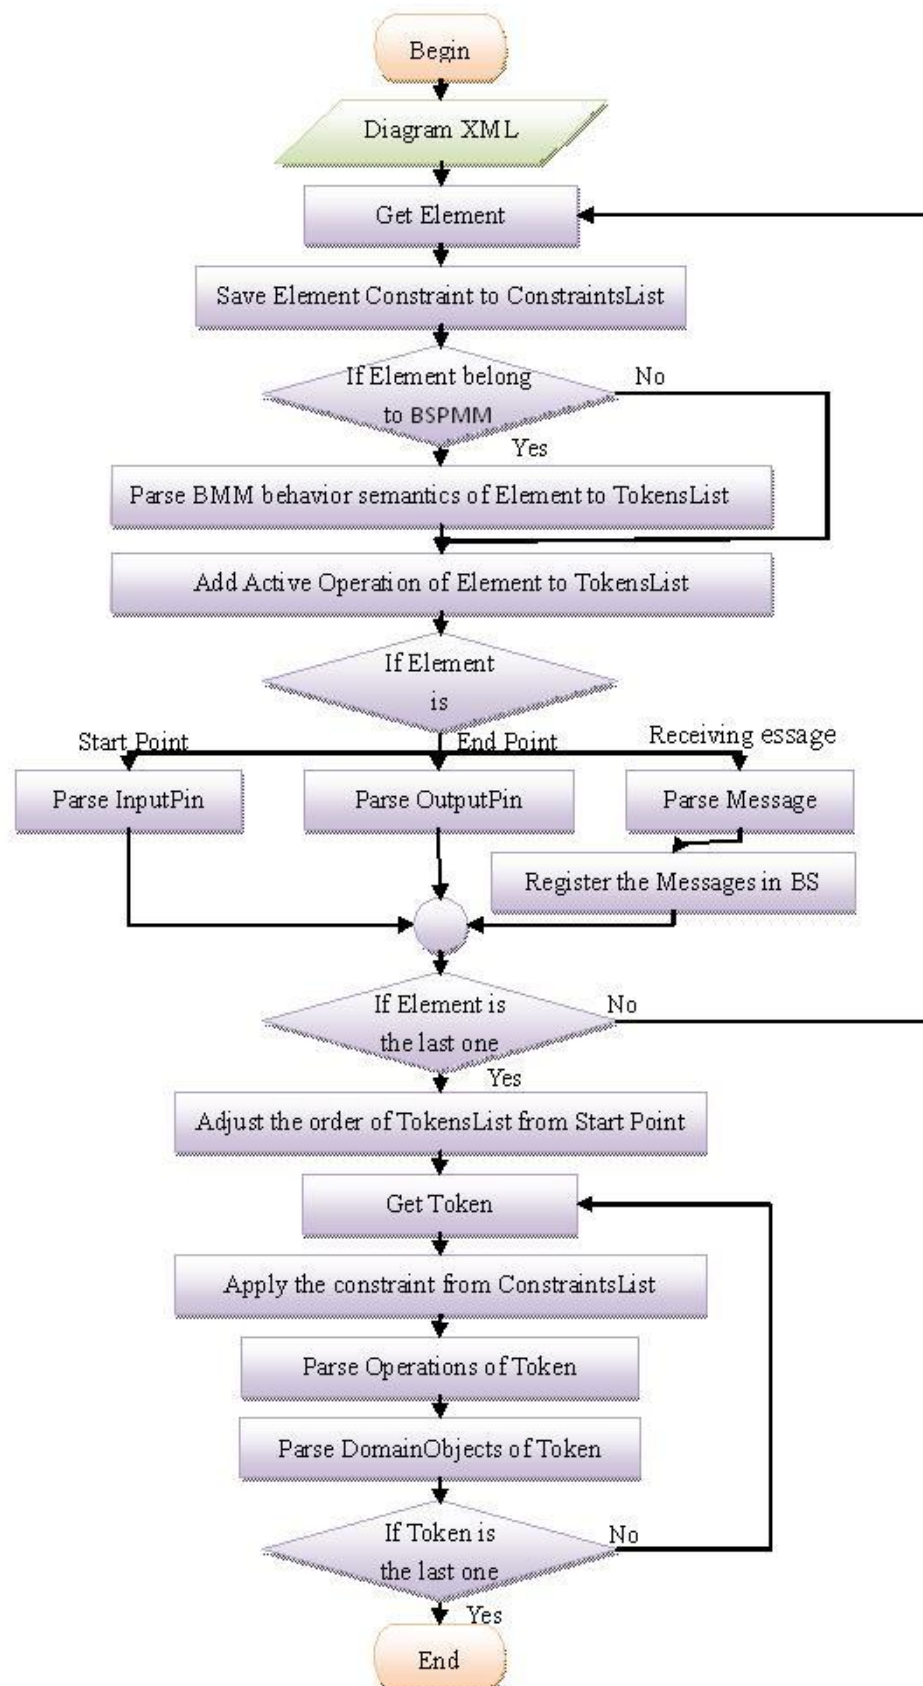 Begin
Diagram XML
Get Element
Save Element Constraint to ConstraintsList
If Element belong
to BSPMM
No
Yes
Parse BMM behavior semantics of Element to TokensList
Add Active Operation of Element to TokensList
If Element
is
Start Point
End Point
Receiving essage
Parse InputPin
Parse OutputPin
Parse Message
Register the Messages in BS
If Element is
the last one
No
Yes
Adjust the order of TokensList from Start Point
Get Token
Apply the constraint from ConstraintsList
Parse Operations of Token
Parse DomainObjects of Token
If Token is
the last one
No
Yes
End